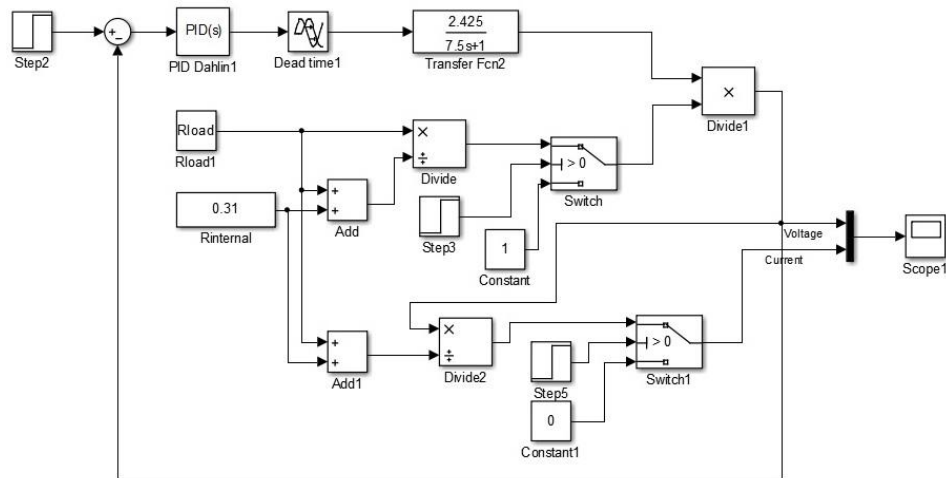 Step2
PID(s)
PID Dahlin1
Dead time1
2.425
7.5s+1
Transfer Fcn2
×
Divide1
Rload
Rload1
0.31
Rinternal
+
+
Add
×
÷
Divide
Step3
1
Constant
> 0
Switch
Voltage
Current
Scope1
+
+
Add1
×
÷
Divide2
Step5
0
Constant1
> 0
Switch1